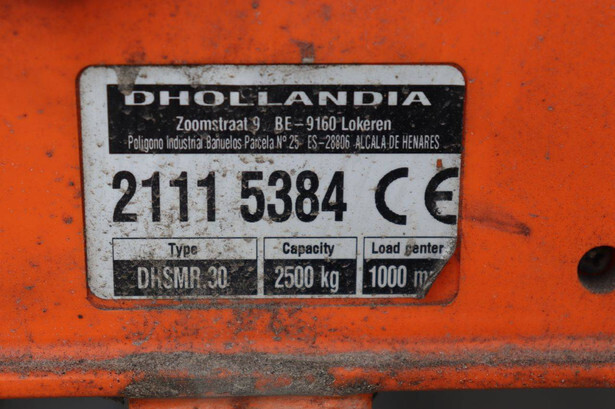 DHOLLANDIA
Zoomstraat 9 BE-9160 Lokeren
Poligono Industrial Bañuelos Parcela Nº 25 ES-28806 ALCALA DE HENARES
2111 5384 CE
Type Capacity Load center
DHSMR.30 2500 kg 1000